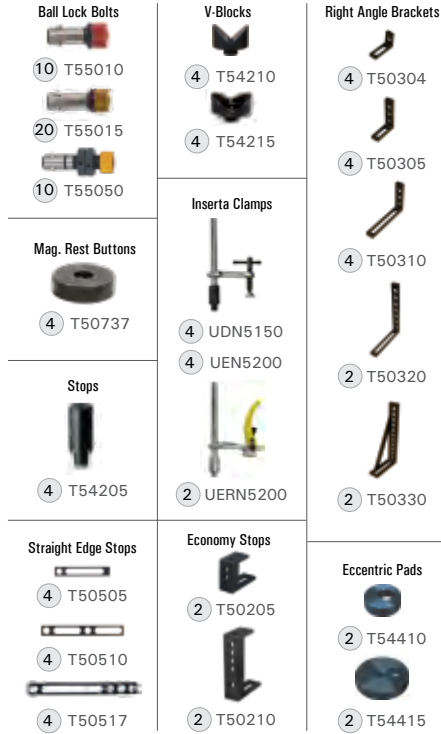 Ball Lock Bolts
10 T55010
20 T55015
10 T55050
Mag. Rest Buttons
4 T50737
Stops
4 T54205
Straight Edge Stops
4 T50505
4 T50510
4 T50517
V-Blocks
4 T54210
4 T54215
Inserta Clamps
4 UDN5150
4 UEN5200
2 UERN5200
Economy Stops
2 T50205
2 T50210
Right Angle Brackets
4 T50304
4 T50305
4 T50310
2 T50320
2 T50330
Eccentric Pads
2 T54410
2 T54415